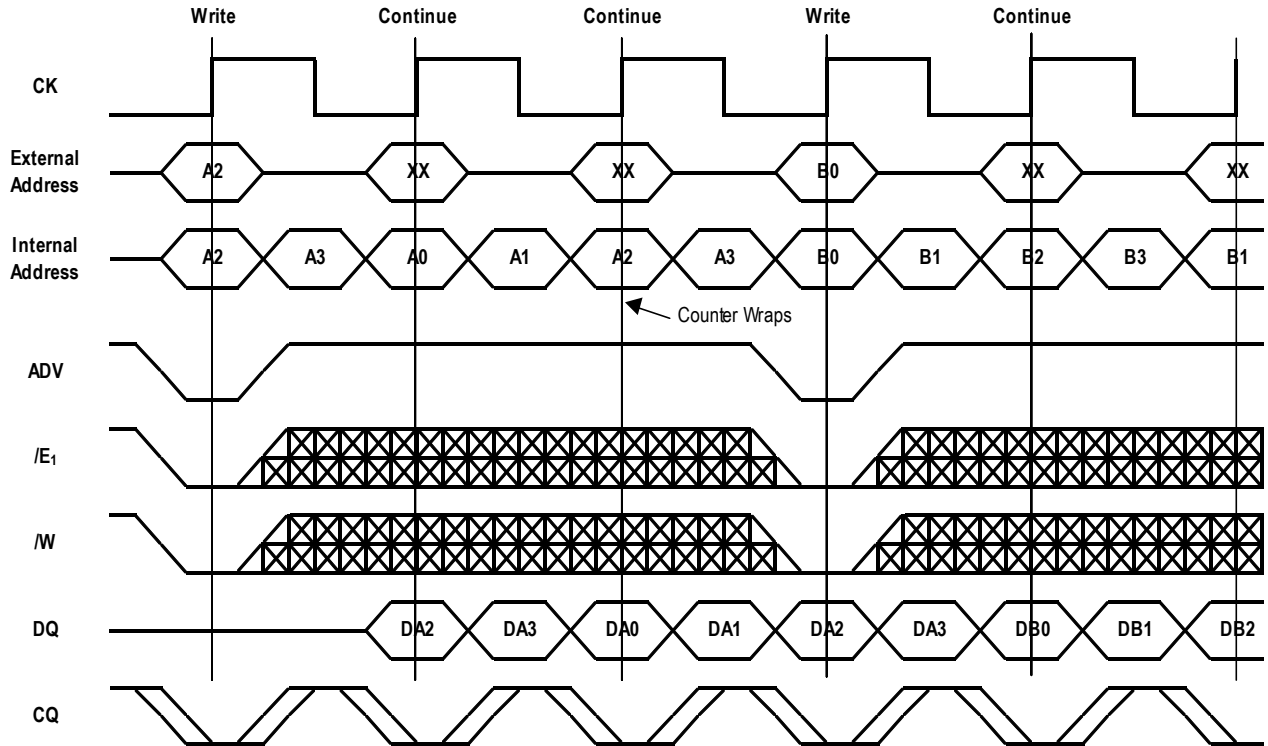 Write Continue Continue Write Continue
CK
External
Address
A2 XX XX B0 XX XX
Internal
Address
A2 A3 A0 A1 A2 A3 B0 B1 B2 B3 B1
Counter Wraps
ADV
/E1
/W
DQ
DA2 DA3 DA0 DA1 DA2 DA3 DB0 DB1 DB2
CQ